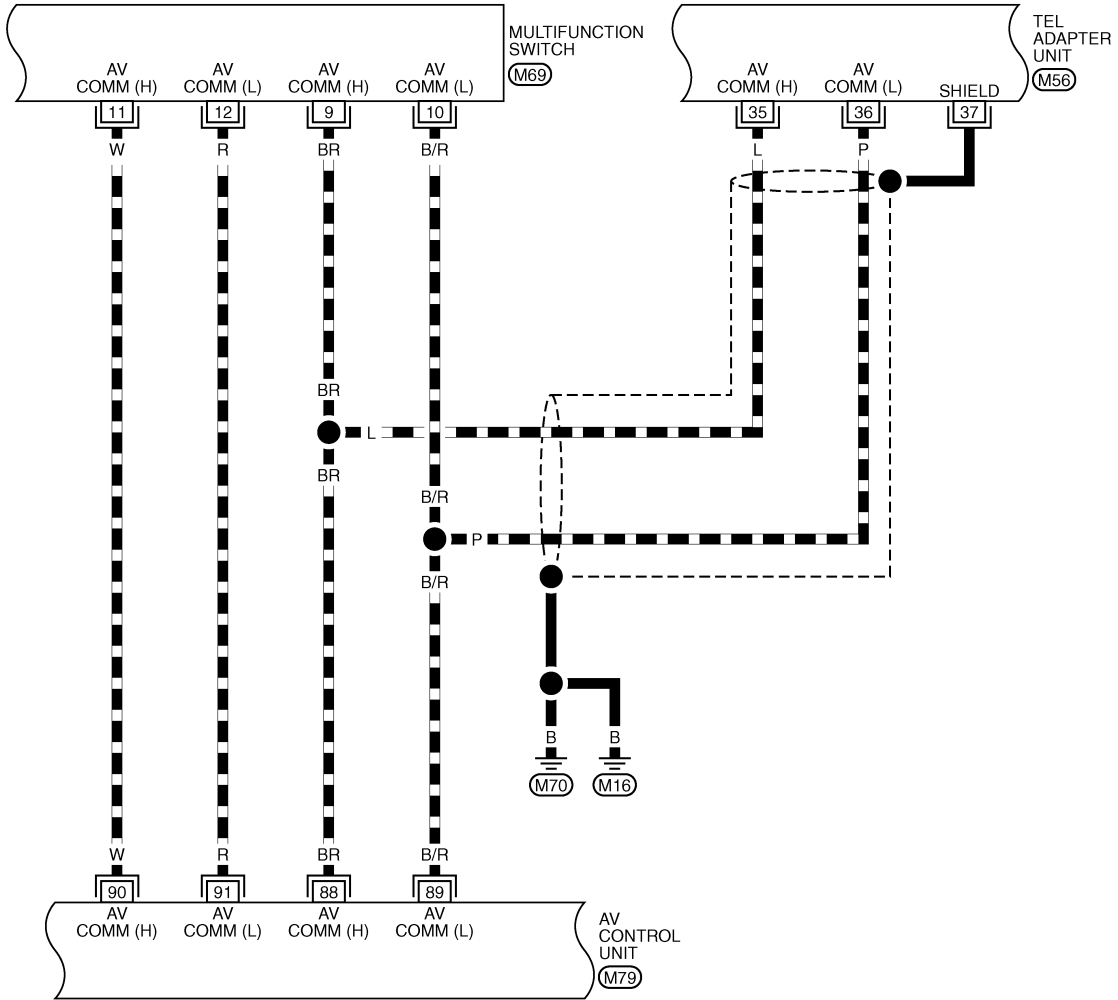 MULTIFUNCTION
SWITCH
M69
TEL
ADAPTER
UNIT
M56
AV
COMM (H)
AV
COMM (L)
AV
COMM (H)
AV
COMM (L)
AV
COMM (H)
AV
COMM (L)
SHIELD
11
12
9
10
35
36
37
W
R
BR
B/R
L
P
BR
L
BR
B/R
P
B/R
B
B
M70
M16
W
R
BR
B/R
90
91
88
89
AV
COMM (H)
AV
COMM (L)
AV
COMM (H)
AV
COMM (L)
AV
CONTROL
UNIT
M79